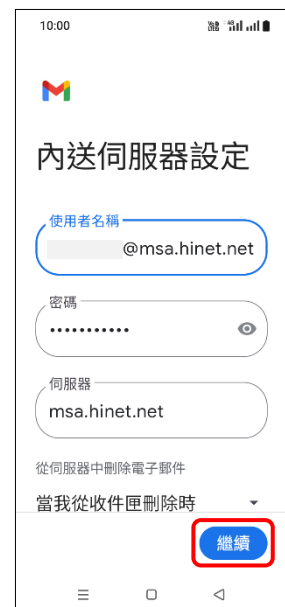 10:00
內送伺服器設定
使用者名稱
@msa.hinet.net
密碼
•••••••••••
伺服器
msa.hinet.net
從伺服器中刪除電子郵件
當我從收件匣刪除時
繼續